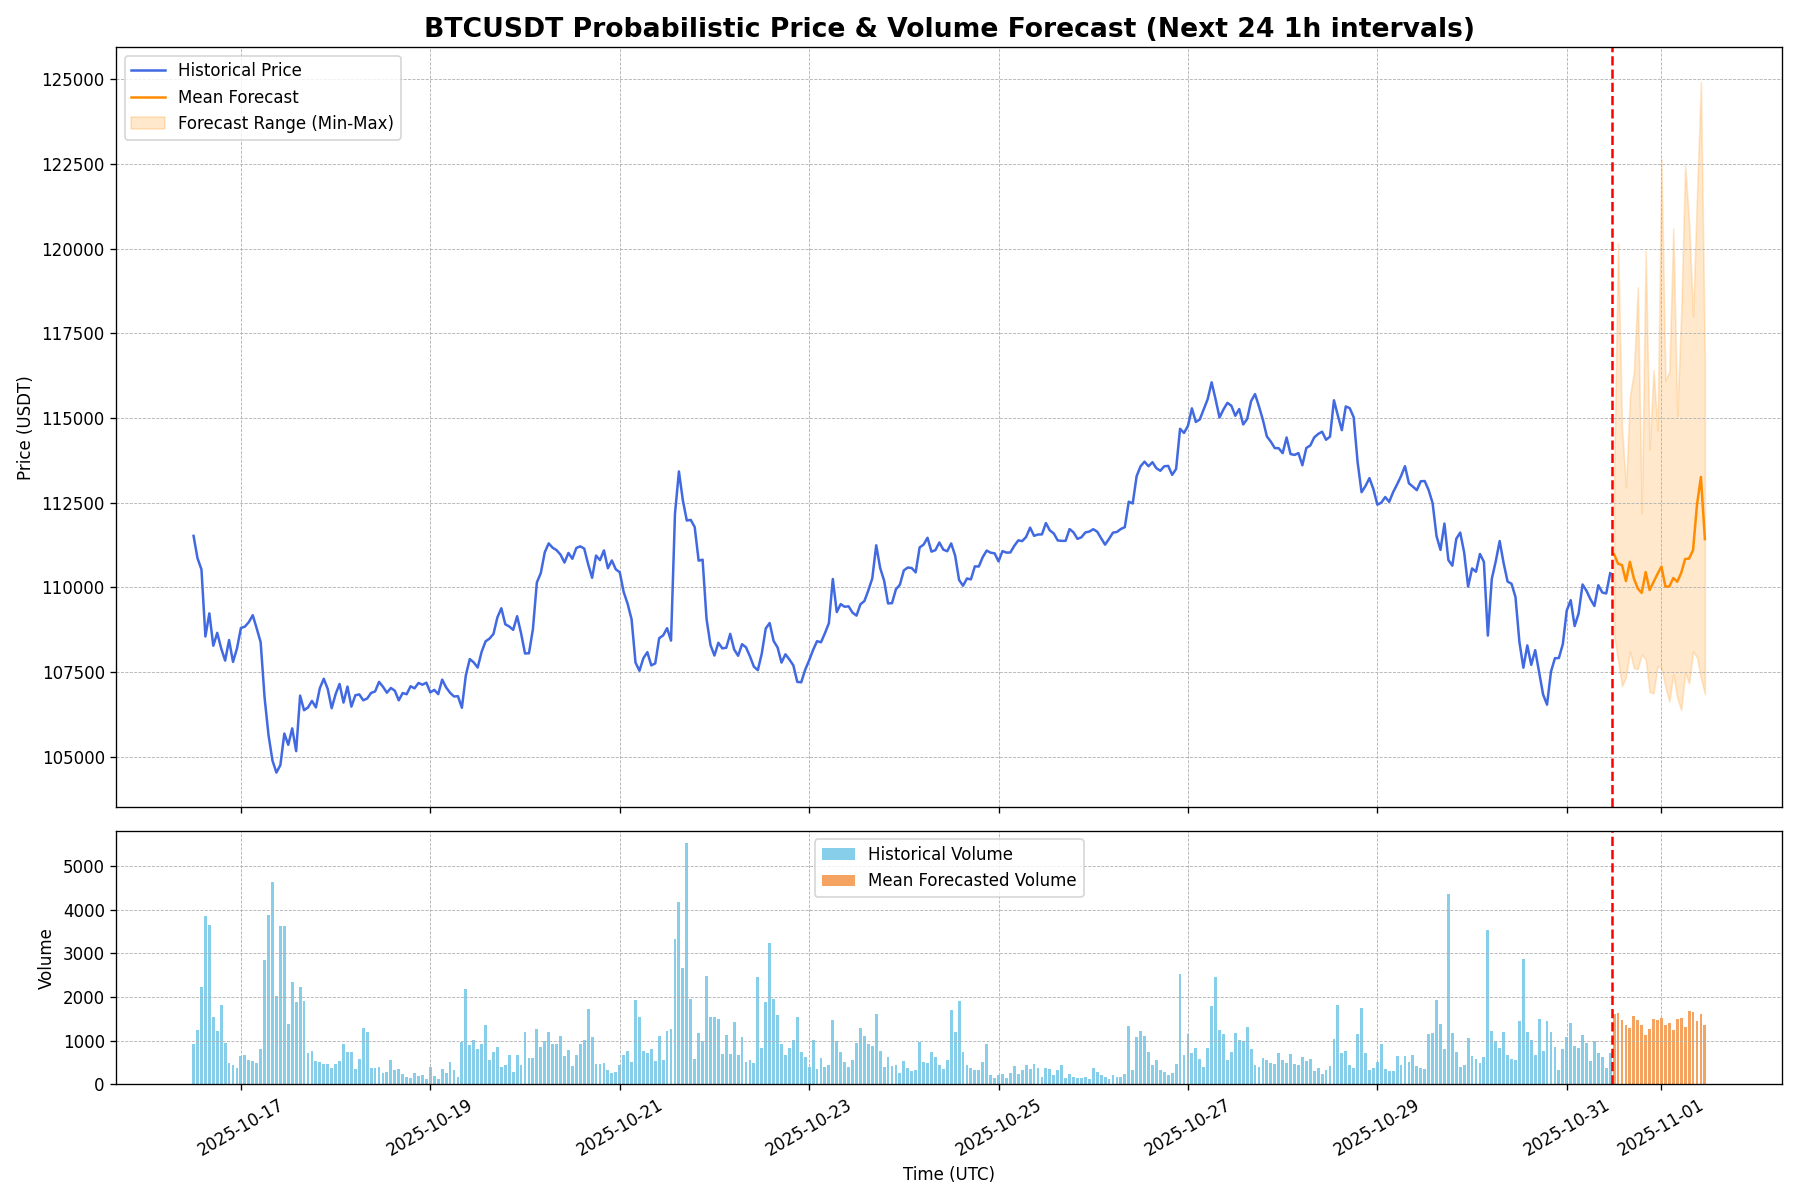 BTCUSDT Probabilistic Price & Volume Forecast (Next 24 1h intervals)
Historical Price
Mean Forecast
Forecast Range (Min-Max)
Price (USDT)
125000
122500
120000
117500
115000
112500
110000
107500
105000
Historical Volume
Mean Forecasted Volume
Volume
5000
4000
3000
2000
1000
0
2025-10-17
2025-10-19
2025-10-21
2025-10-23
2025-10-25
2025-10-27
2025-10-29
2025-10-31
2025-11-01
Time (UTC)